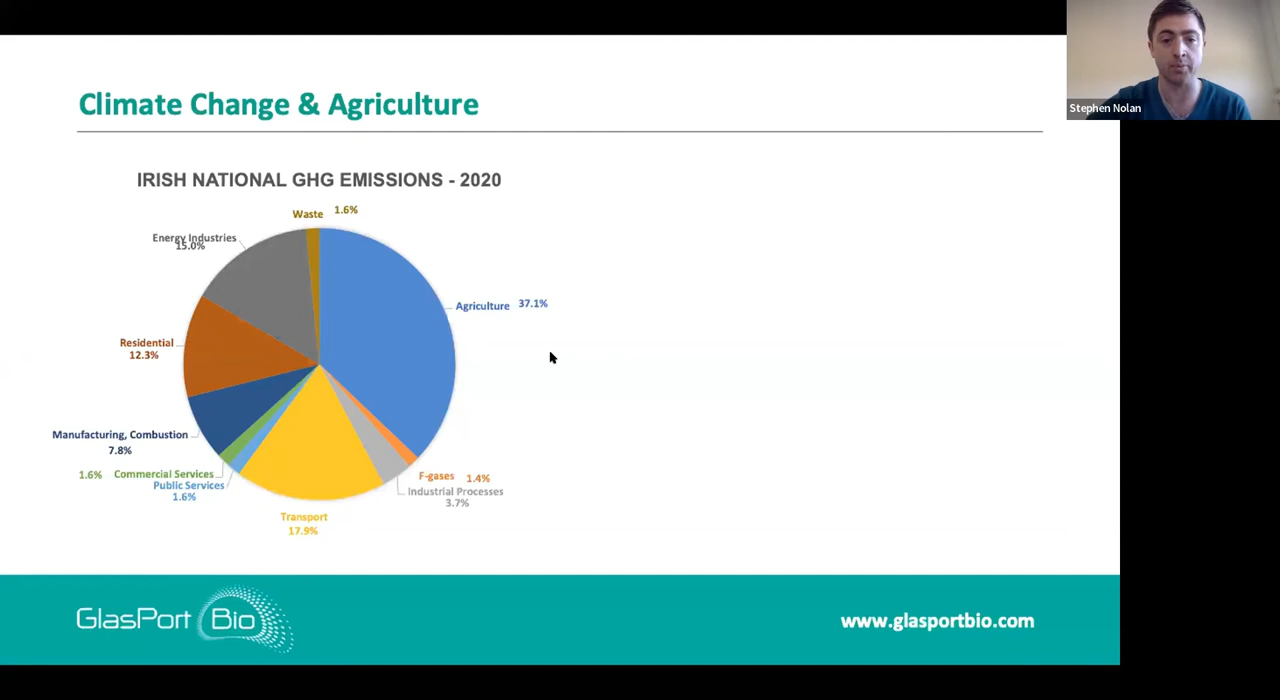 Stephen Nolan
Climate Change & Agriculture
IRISH NATIONAL GHG EMISSIONS - 2020
Waste 1.6%
Energy Industries
15.0%
Agriculture 37.1%
Residential
12.3%
Manufacturing, Combustion
7.8%
1.6% Commercial Services
Public Services
1.6%
F-gases 1.4%
Industrial Processes
3.7%
Transport
17.9%
GlasPort Bio
www.glasportbio.com